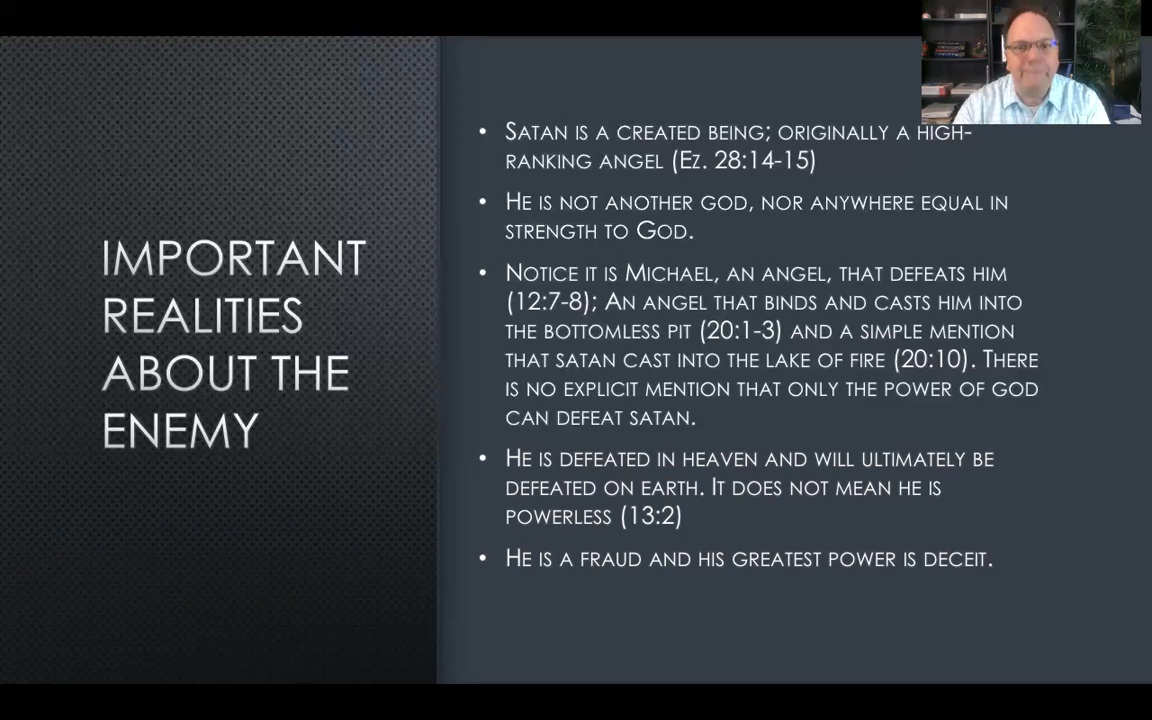 IMPORTANT
REALITIES
ABOUT THE
ENEMY
• Satan is a created being; originally a high-
ranking angel (Ez. 28:14-15)
• He is not another god, nor anywhere equal in
strength to God.
• Notice it is Michael, an angel, that defeats him
(12:7-8); An angel that binds and casts him into
the bottomless pit (20:1-3) and a simple mention
that satan cast into the lake of fire (20:10). There
is no explicit mention that only the power of God
can defeat Satan.
• He is defeated in heaven and will ultimately be
defeated on earth. It does not mean he is
powerless (13:2)
• He is a fraud and his greatest power is deceit.